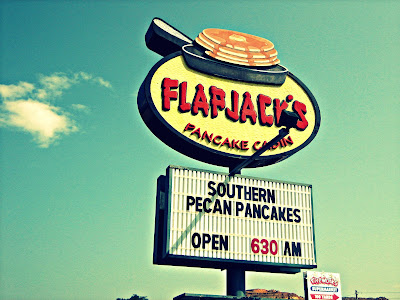 FLAPJACK'S
PANCAKE CABIN
SOUTHERN
PECAN PANCAKES
OPEN 630 AM